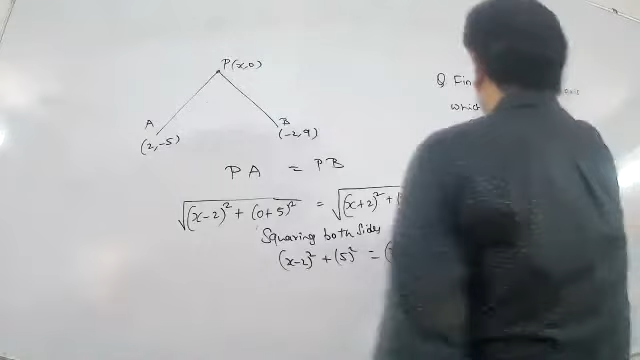 P(x,0)
Q Fin
which
A
B
(2,-5)
(-2,9)
PA = PB
√(x-2)² + (0+5)² = √(x+2)² +
Squaring both sides
(x-2)² + (5)² = (